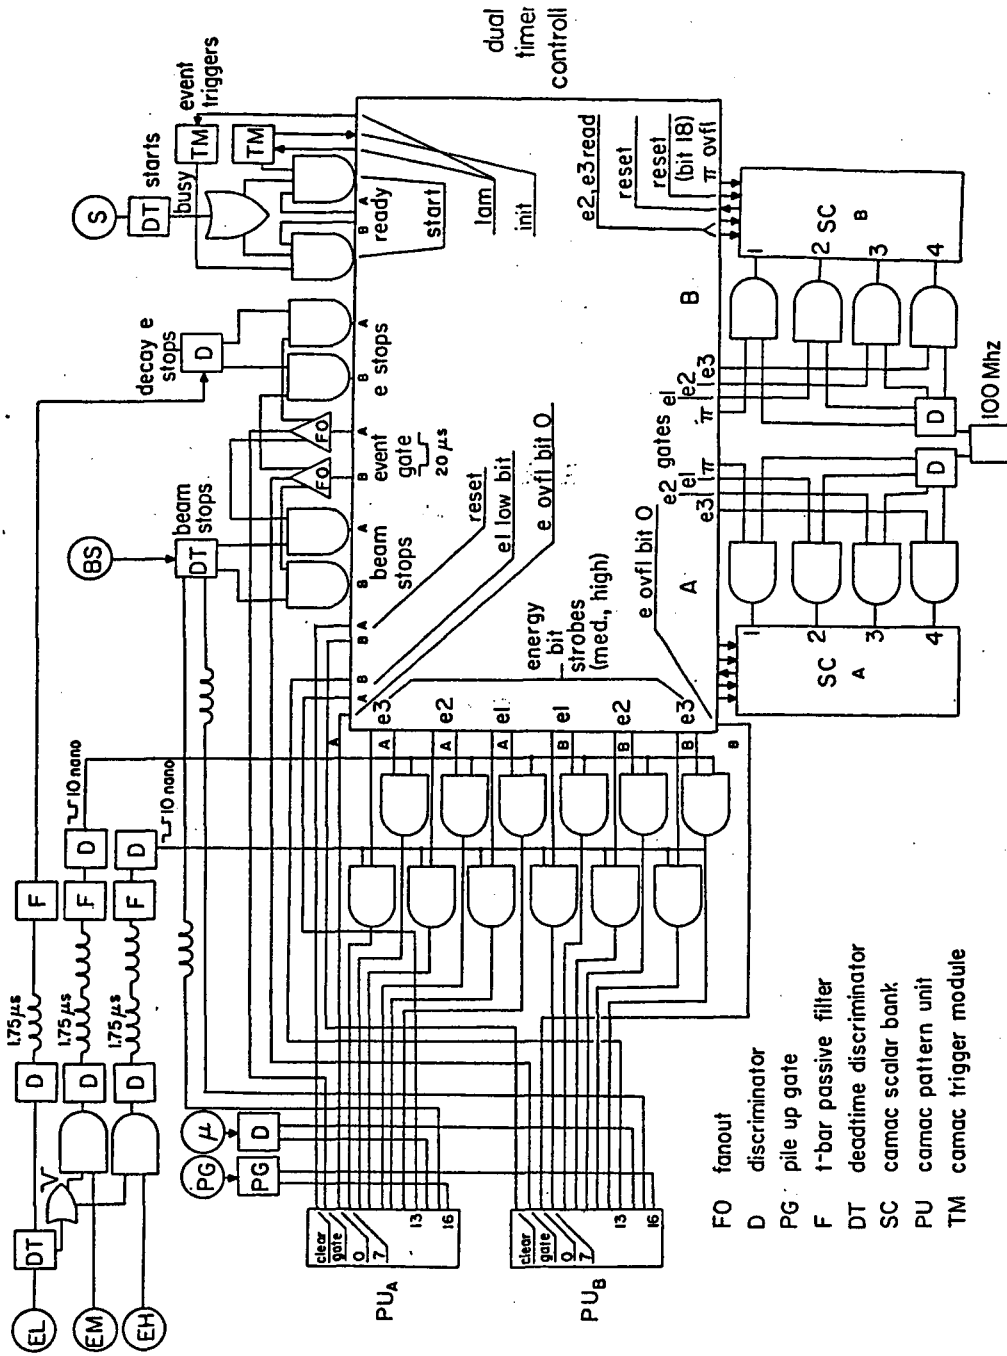 dual
timer
controll
event
triggers
TM
TM
starts
busy
S
DT
decay e
stops
D
BS
beam
stops
DT
A
B
ready
start
lam
init
A
B
e stops
FO
FO
A
B
event
gate
20 μs
A
B
beam
stops
A
B
reset
B
A
e1 low bit
e ovfl bit 0
A
e3
e2
e1
e1
e2
e3
A
A
A
B
B
B
B
energy
bit
strobes
(med., high)
e ovfl bit 0
A
B
e2, e3 read
reset
reset
(bit 18)
π ovfl
e3
e2
e1
π
gates
π
e1
e2
e3
SC
A
1
2
3
4
SC
B
1
2
3
4
D
D
100 Mhz
EL
EM
EH
DT
D
D
D
1.75 μs
1.75 μs
1.75 μs
F
F
F
D
D
10 nano
10 nano
μ
D
PG
PG
clear
gate
0
7
13
16
PUA
clear
gate
0
7
13
16
PUB
FO fanout
D discriminator
PG pile up gate
F t-bar passive filter
DT deadtime discriminator
SC camac scalar bank
PU camac pattern unit
TM camac trigger module